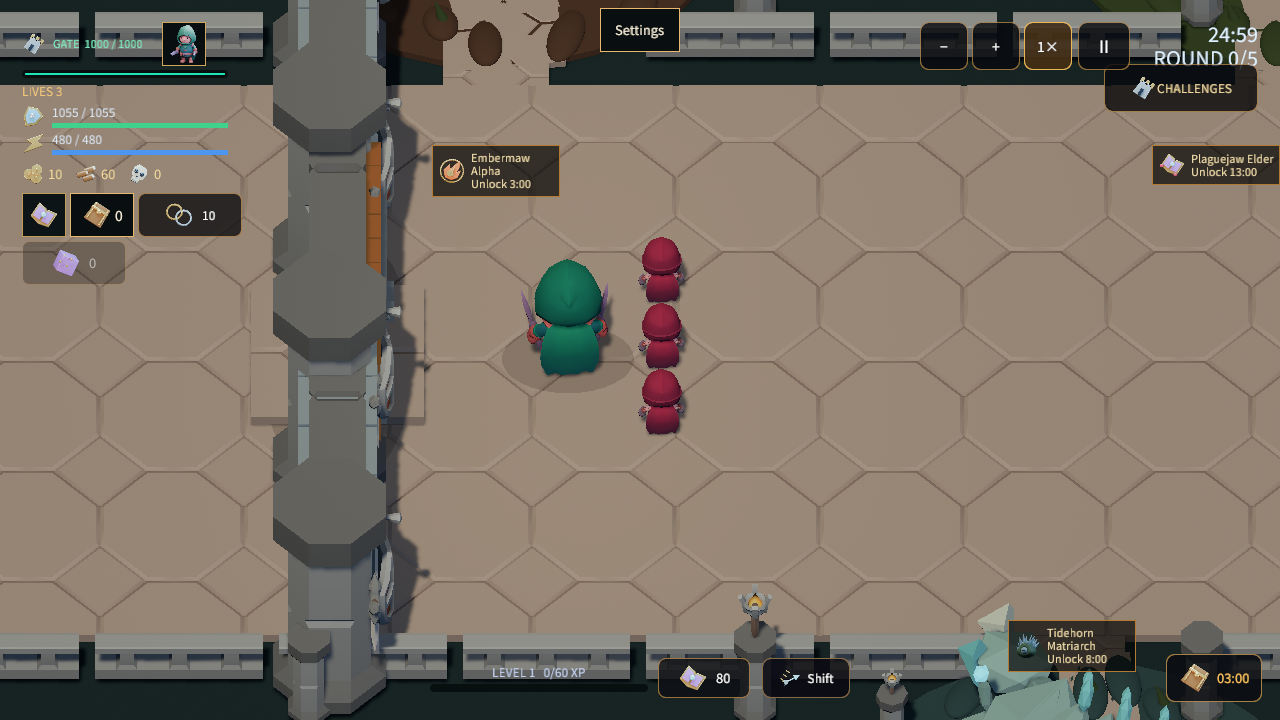 Settings
GATE 1000 / 1000
LIVES 3
1055 / 1055
480 / 480
10 60 0
0 10
0
− + 1×
24:59
ROUND 0/5
CHALLENGES
Embermaw
Alpha
Unlock 3:00
Plaguejaw Elder
Unlock 13:00
Tidehorn
Matriarch
Unlock 8:00
LEVEL 1 0/60 XP
80
Shift
03:00